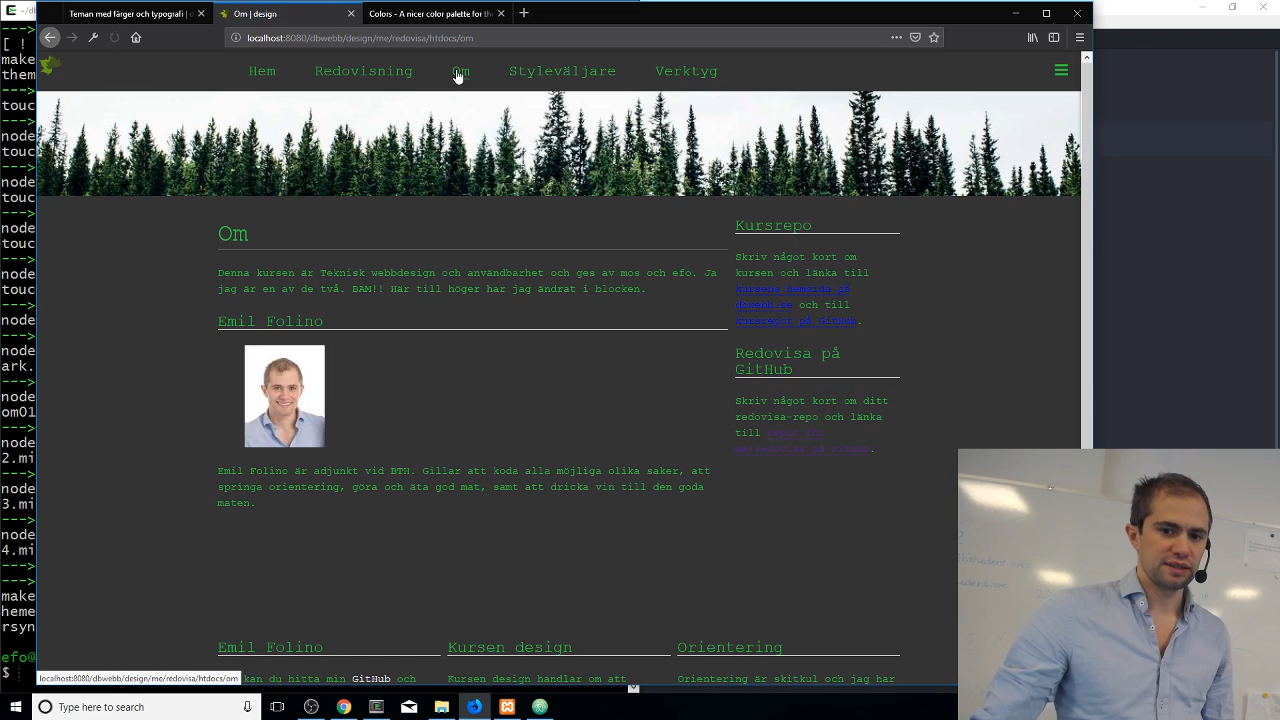 Teman med färger och typografi |
Om | design
Colors - A nicer color palette for the
localhost:8080/dbwebb/design/me/redovisa/htdocs/om
[ !
make
them
touc
node
touc
node
touc
node
touc
node
touc
node
node
ark.
node
om01
node
2.mi
node
3.mi
node
4.mi
make
heme
rsyn
efo@
$
Hem
Redovisning
Om
Styleväljare
Verktyg
Om
Denna kursen är Teknisk webbdesign och användbarhet och ges av mos och efo. Ja
jag är en av de två. BAM!! Här till höger har jag ändrat i blocken.
Emil Folino
Emil Folino är adjunkt vid BTH. Gillar att koda alla möjliga olika saker, att
springa orientering, göra och äta god mat, samt att dricka vin till den goda
maten.
Kursrepo
Skriv något kort om
kursen och länka till
kursens hemsida på
dbwebb.se och till
kursrepot på GitHub.
Redovisa på
GitHub
Skriv något kort om ditt
redovisa-repo och länka
till
Emil Folino
kan du hitta min GitHub och
Kursen design
Kursen design handlar om att
Orientering
Orientering är skitkul och jag har
localhost:8080/dbwebb/design/me/redovisa/htdocs/om
Type here to search